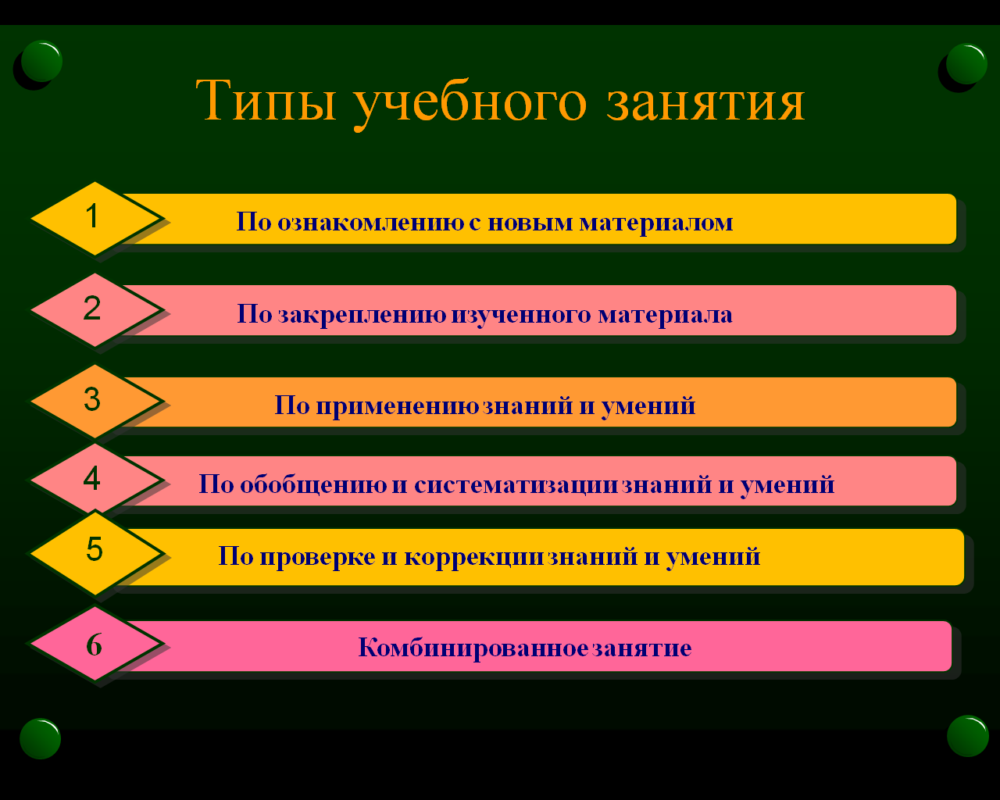 Типы учебного занятия
1 По ознакомлению с новым материалом
2 По закреплению изученного материала
3 По применению знаний и умений
4 По обобщению и систематизации знаний и умений
5 По проверке и коррекции знаний и умений
6 Комбинированное занятие